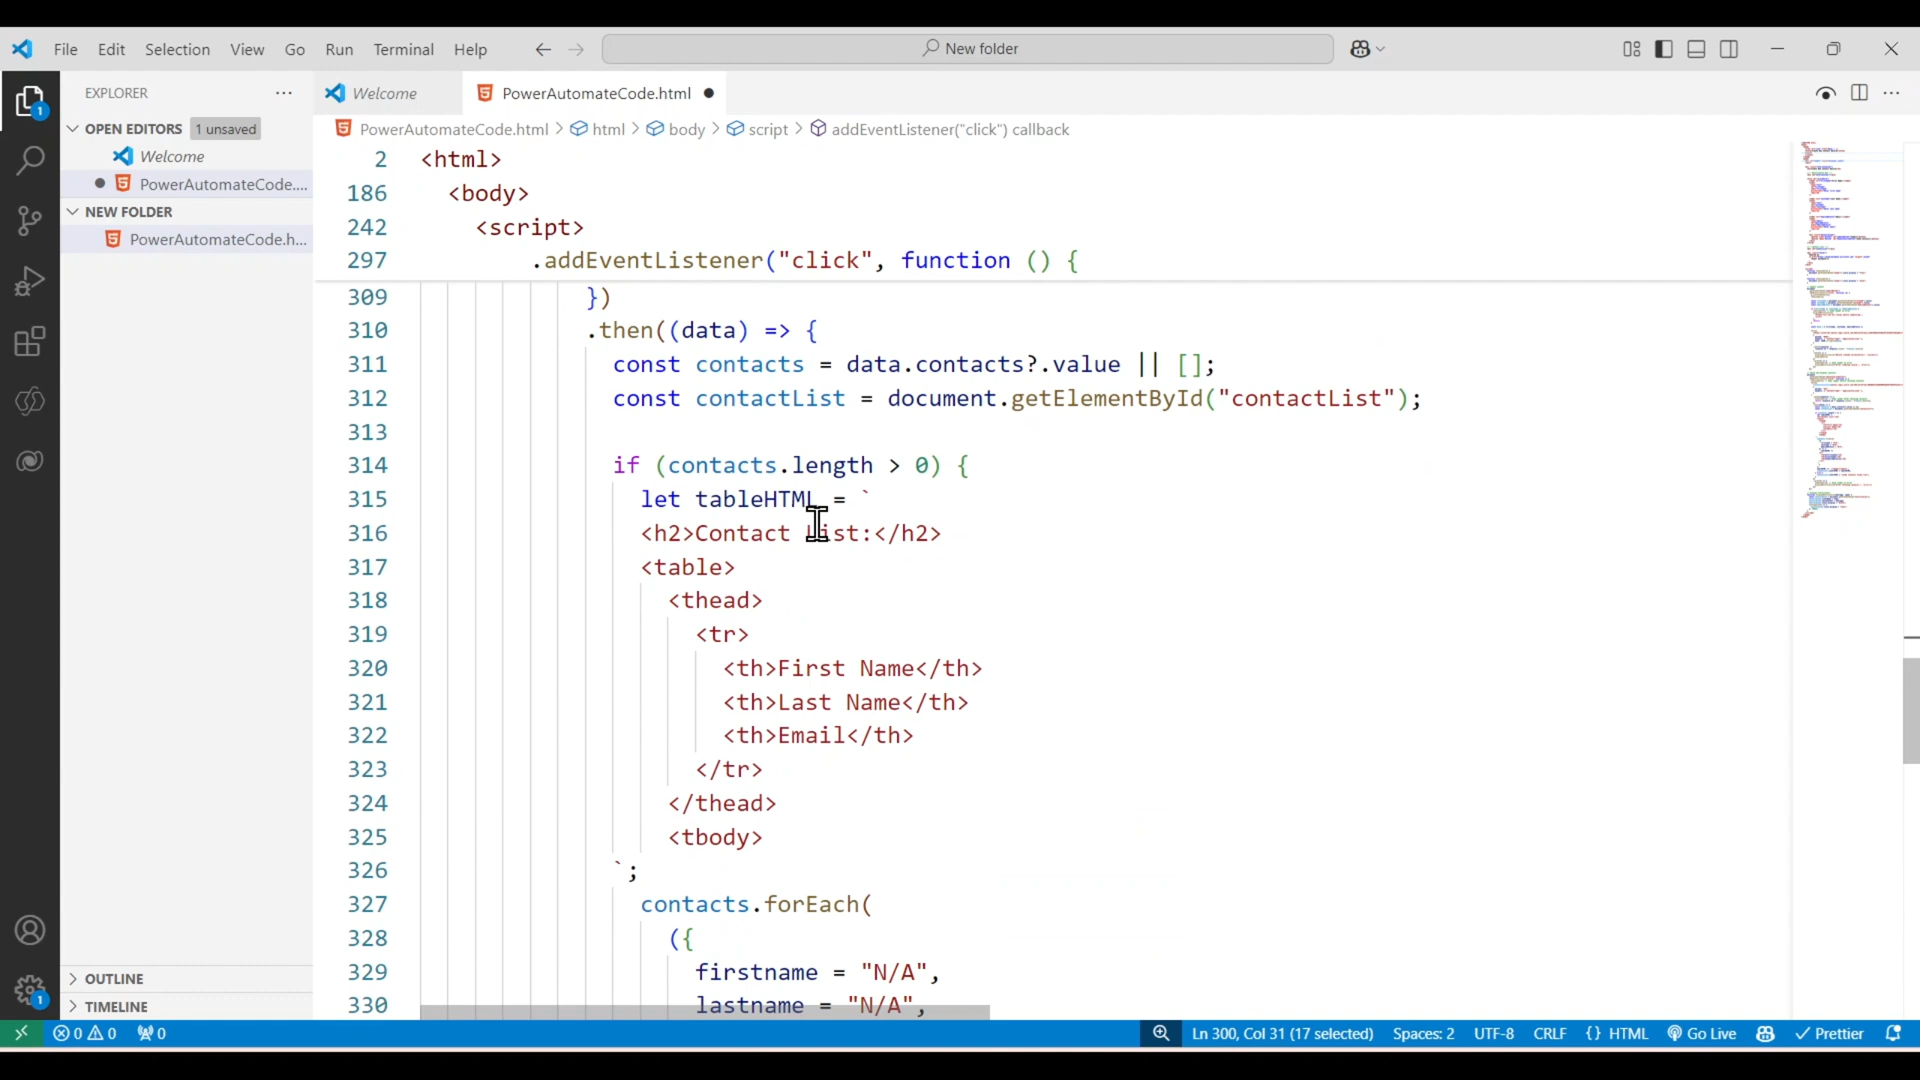 File Edit Selection View Go Run Terminal Help
New folder
EXPLORER
Welcome
PowerAutomateCode.html
OPEN EDITORS 1 unsaved
Welcome
PowerAutomateCode....
NEW FOLDER
PowerAutomateCode.h...
PowerAutomateCode.html > html > body > script > addEventListener("click") callback
2 <html>
186 <body>
242 <script>
297 .addEventListener("click", function () {
309 })
310 .then((data) => {
311 const contacts = data.contacts?.value || [];
312 const contactList = document.getElementById("contactList");
313
314 if (contacts.length > 0) {
315 let tableHTML = `
316 <h2>Contact List:</h2>
317 <table>
318 <thead>
319 <tr>
320 <th>First Name</th>
321 <th>Last Name</th>
322 <th>Email</th>
323 </tr>
324 </thead>
325 <tbody>
326 `;
327 contacts.forEach(
328 ({
329 firstname = "N/A",
330 lastname = "N/A",
OUTLINE
TIMELINE
1
1
0 0 0
Ln 300, Col 31 (17 selected) Spaces: 2 UTF-8 CRLF {} HTML Go Live Prettier